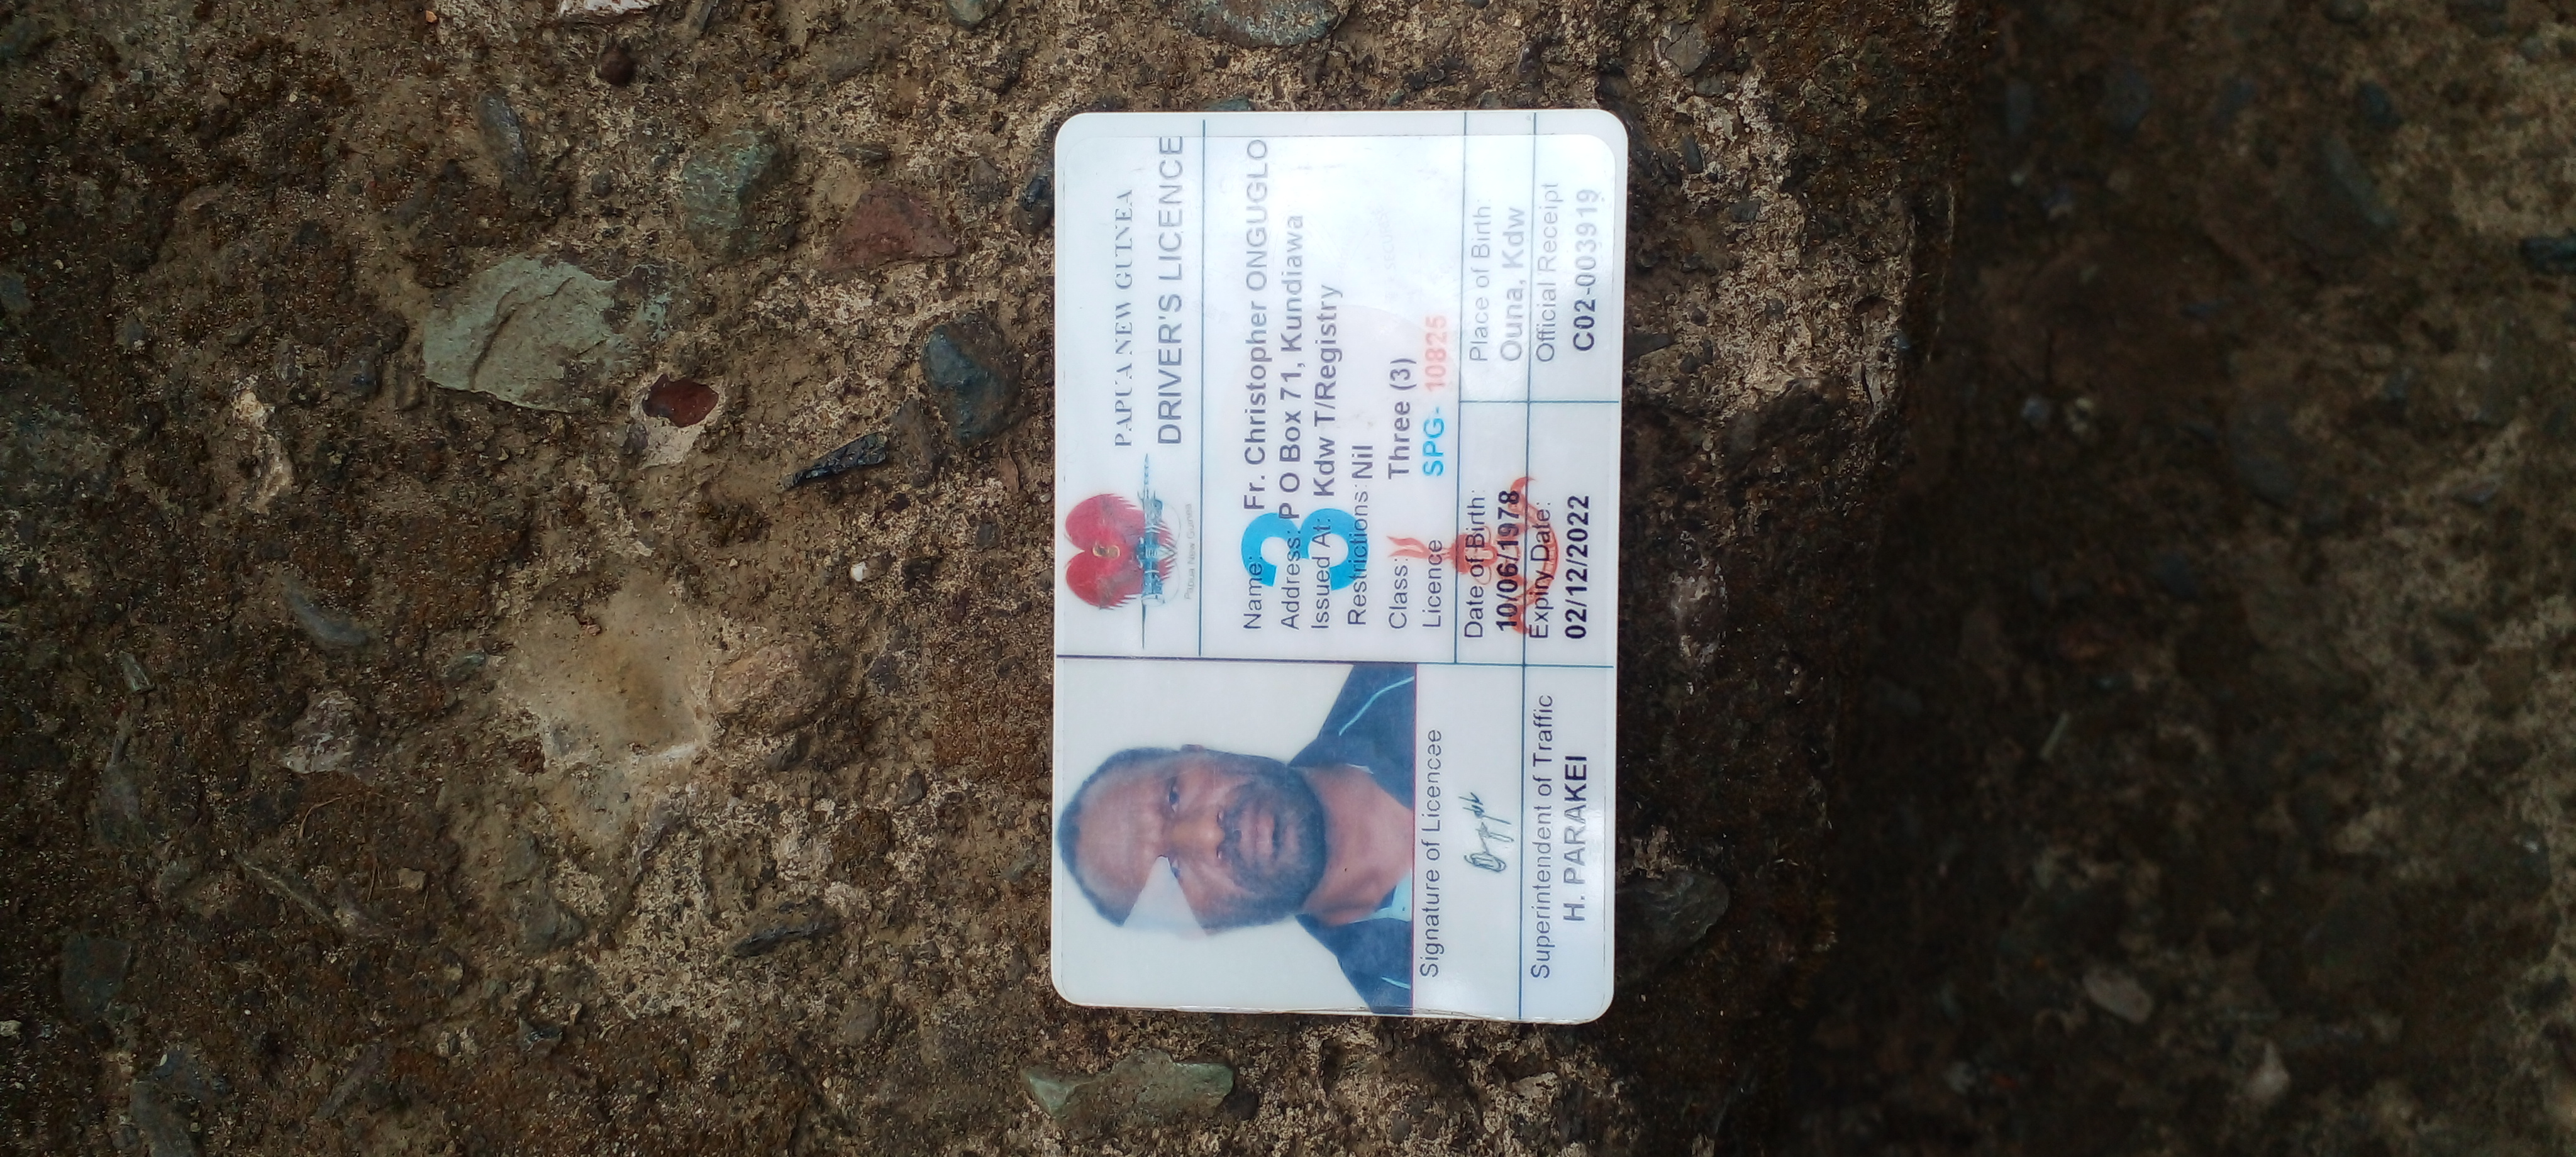 PAPUA NEW GUINEA
DRIVER'S LICENCE
Papua New Guinea
3
Name: Fr. Christopher ONGUGLO
Address: P O Box 71, Kundiawa
Issued At: Kdw T/Registry
Restrictions: Nil
Class: Three (3)
Licence SPG- 10825
Signature of Licencee
Date of Birth:
10/06/1978
Place of Birth:
Ouna, Kdw
Superintendent of Traffic
H. PARAKEI
Expiry Date:
02/12/2022
Official Receipt
C02-003919